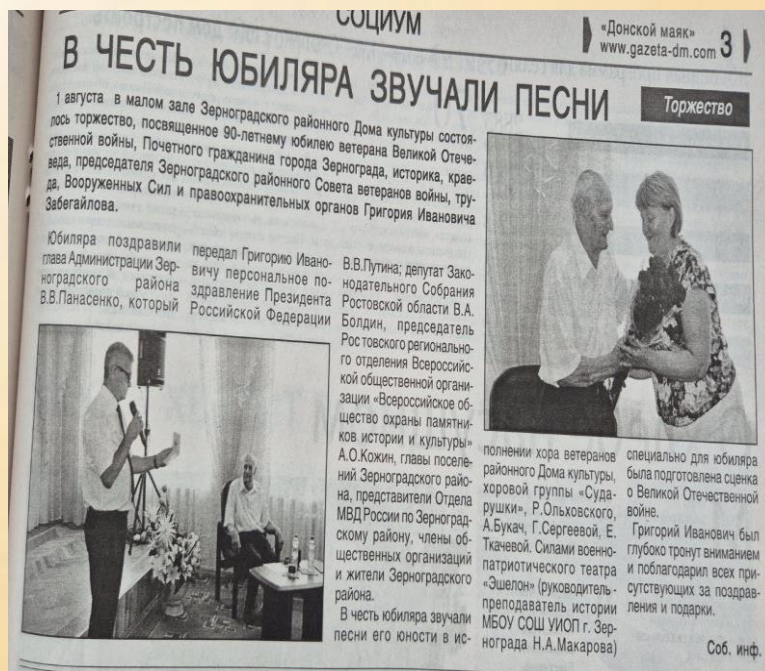 СОЦИУМ
«Донской маяк»
www.gazeta-dm.com
3
В ЧЕСТЬ ЮБИЛЯРА ЗВУЧАЛИ ПЕСНИ
Торжество
1 августа в малом зале Зерноградского районного Дома культуры состоя-
лось торжество, посвященное 90-летнему юбилею ветерана Великой Отече-
ственной войны, Почетного гражданина города Зернограда, историка, крае-
веда, председателя Зерноградского районного Совета ветеранов войны, тру-
да, Вооруженных Сил и правоохранительных органов Григория Ивановича
Забегайлова.
Юбиляра поздравили
глава Администрации Зер-
ноградского района
В.В.Панасенко, который
передал Григорию Ивано-
вичу персональное по-
здравление Президента
Российской Федерации
В.В.Путина; депутат Зако-
нодательного Собрания
Ростовской области В.А.
Болдин, председатель
Ростовского регионально-
го отделения Всероссийс-
кой общественной органи-
зации «Всероссийское об-
щество охраны памятни-
ков истории и культуры»
А.О.Кожин, главы поселе-
ний Зерноградского райо-
на, представители Отдела
МВД России по Зерноград-
скому району, члены об-
щественных организаций
и жители Зерноградского
района.
В честь юбиляра звучали
песни его юности в ис-
полнении хора ветеранов
районного Дома культуры,
хоровой группы «Суда-
рушки», Р.Ольховского,
А.Букач, Г.Сергеевой, Е.
Ткачевой. Силами военно-
патриотического театра
«Эшелон» (руководитель -
преподаватель истории
МБОУ СОШ УИОП г. Зер-
нограда Н.А.Макарова)
специально для юбиляра
была подготовлена сценка
о Великой Отечественной
войне.
Григорий Иванович был
глубоко тронут вниманием
и поблагодарил всех при-
сутствующих за поздрав-
ления и подарки.
Соб. инф.